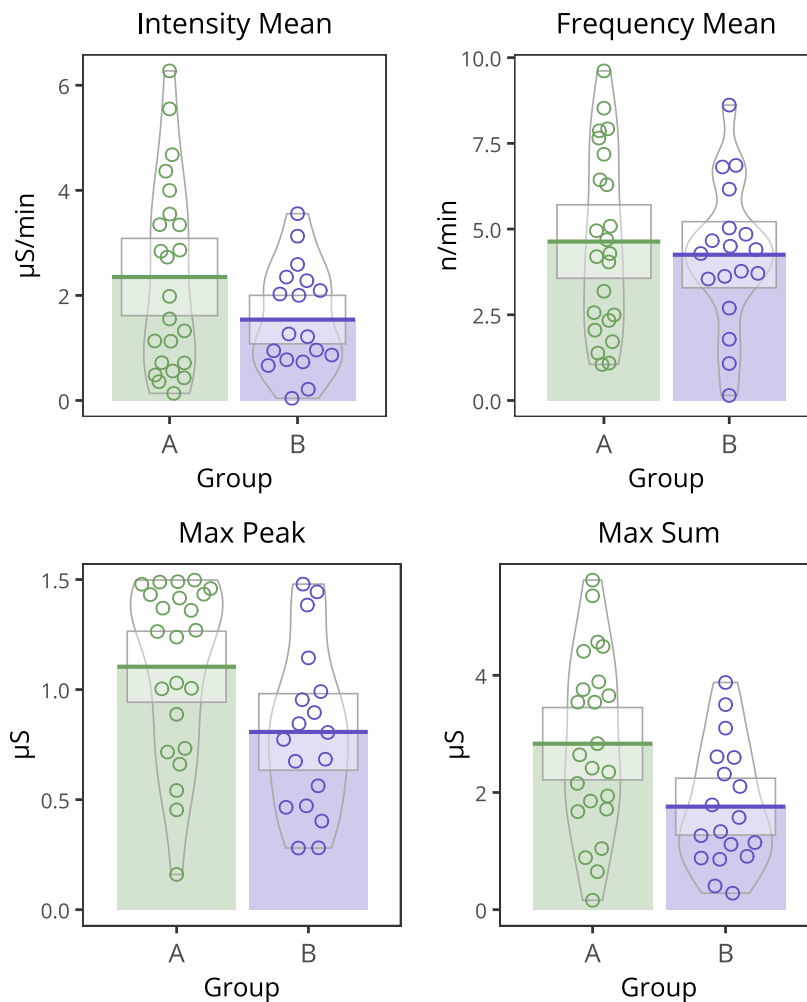 Intensity Mean
µS/min
6
4
2
0
A B
Group
Frequency Mean
n/min
10.0
7.5
5.0
2.5
0.0
A B
Group
Max Peak
µS
1.5
1.0
0.5
0.0
A B
Group
Max Sum
µS
4
2
0
A B
Group